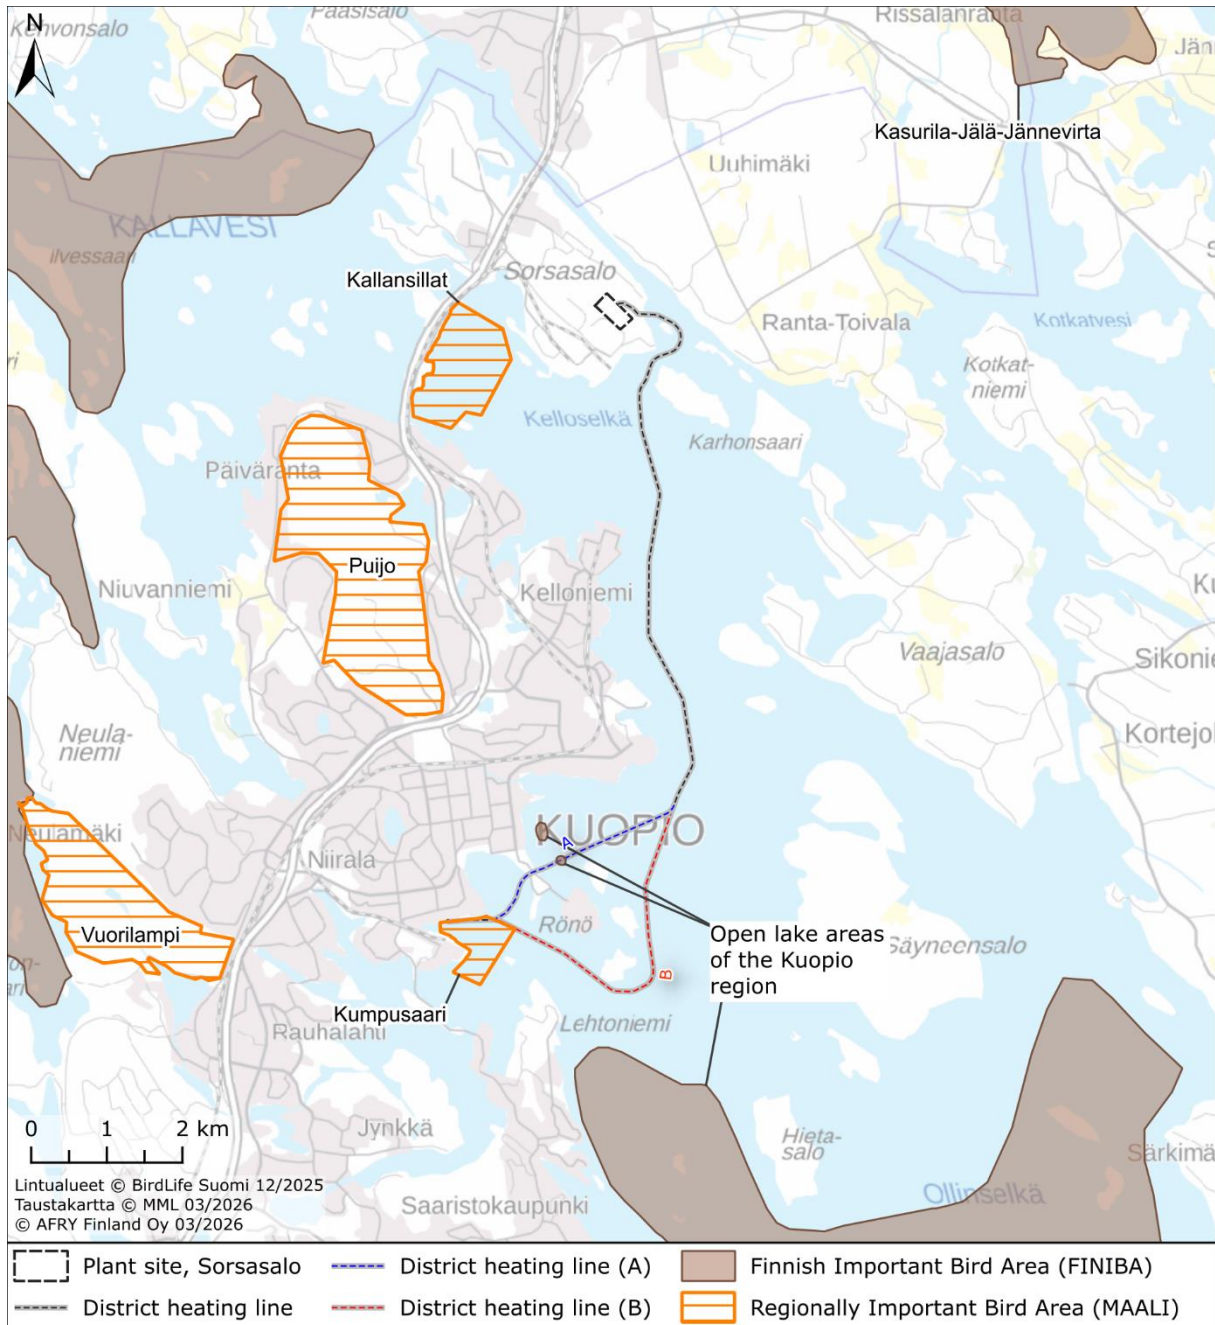 N
Kehvonsalo
Pääsisalo
Rissalanranta
Jän
Kasurila-Jälä-Jännevirta
Uuhimäki
KALLAVESI
Ilvessaari
Kallansillat
Sorsasalo
Ranta-Toivala
Kotkatvesi
Kotkat-
niemi
Kelloselkä
Karhonsaari
Päiväranta
Puijo
Niuvanniemi
Kelloniemi
Vaajasalo
Sikonie
Neula-
niemi
Kortejo
Neulamäki
KUOPIO
A
Niirala
Vuorilampi
Rönö
Open lake areas
of the Kuopio
region
Säyneensalo
B
Kumpusaari
Rauhalahti
Lehtoniemi
0 1 2 km
Jynkkä
Hieta-
salo
Särkimä
Lintualueet © BirdLife Suomi 12/2025
Taustakartta © MML 03/2026
© AFRY Finland Oy 03/2026
Saaristokaupunki
Ollinselkä
Plant site, Sorsasalo
District heating line (A)
Finnish Important Bird Area (FINIBA)
District heating line
District heating line (B)
Regionally Important Bird Area (MAALI)